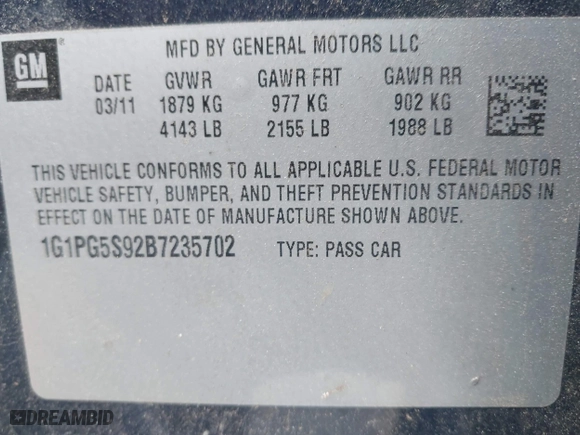 GM
MFD BY GENERAL MOTORS LLC
DATE GVWR GAWR FRT GAWR RR
03/11 1879 KG 977 KG 902 KG
4143 LB 2155 LB 1988 LB
THIS VEHICLE CONFORMS TO ALL APPLICABLE U.S. FEDERAL MOTOR
VEHICLE SAFETY, BUMPER, AND THEFT PREVENTION STANDARDS IN
EFFECT ON THE DATE OF MANUFACTURE SHOWN ABOVE.
1G1PG5S92B7235702 TYPE: PASS CAR
DREAMBID